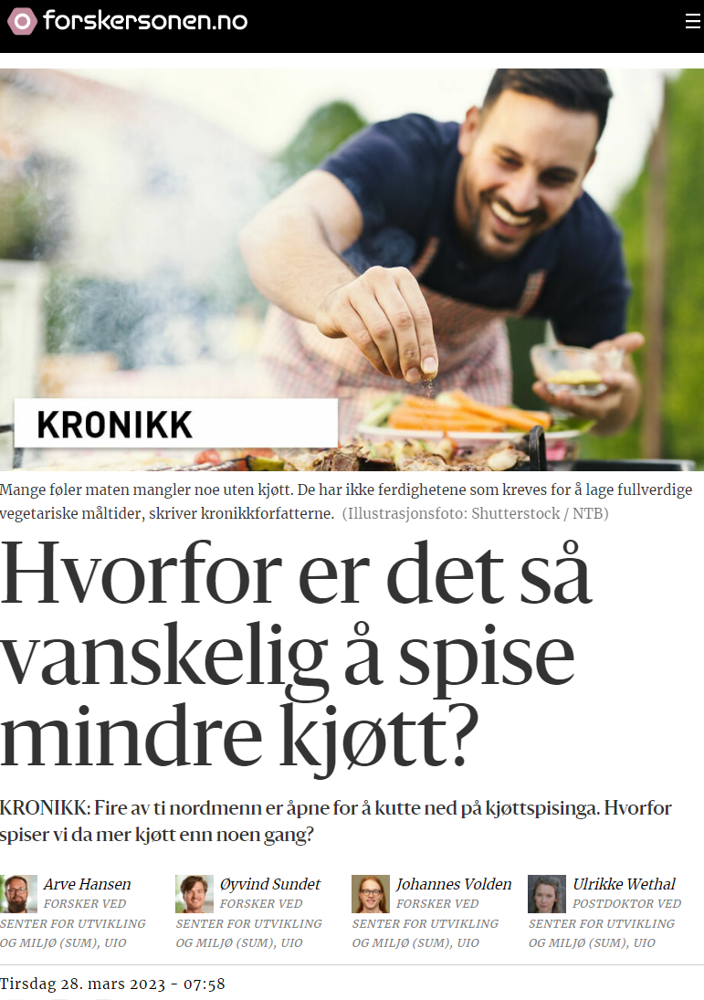 forskersonen.no
KRONIKK
Mange føler maten mangler noe uten kjøtt. De har ikke ferdighetene som kreves for å lage fullverdige
vegetariske måltider, skriver kronikkforfatterne. (Illustrasjonsfoto: Shutterstock / NTB)
Hvorfor er det så
vanskelig å spise
mindre kjøtt?
KRONIKK: Fire av ti nordmenn er åpne for å kutte ned på kjøttspisinga. Hvorfor
spiser vi da mer kjøtt enn noen gang?
Arve Hansen
FORSKER VED
SENTER FOR UTVIKLING
OG MILJØ (SUM), UIO
Øyvind Sundet
FORSKER VED
SENTER FOR UTVIKLING
OG MILJØ (SUM), UIO
Johannes Volden
FORSKER VED
SENTER FOR UTVIKLING
OG MILJØ (SUM), UIO
Ulrikke Wethal
POSTDOKTOR VED
SENTER FOR UTVIKLING
OG MILJØ (SUM), UIO
Tirsdag 28. mars 2023 - 07:58